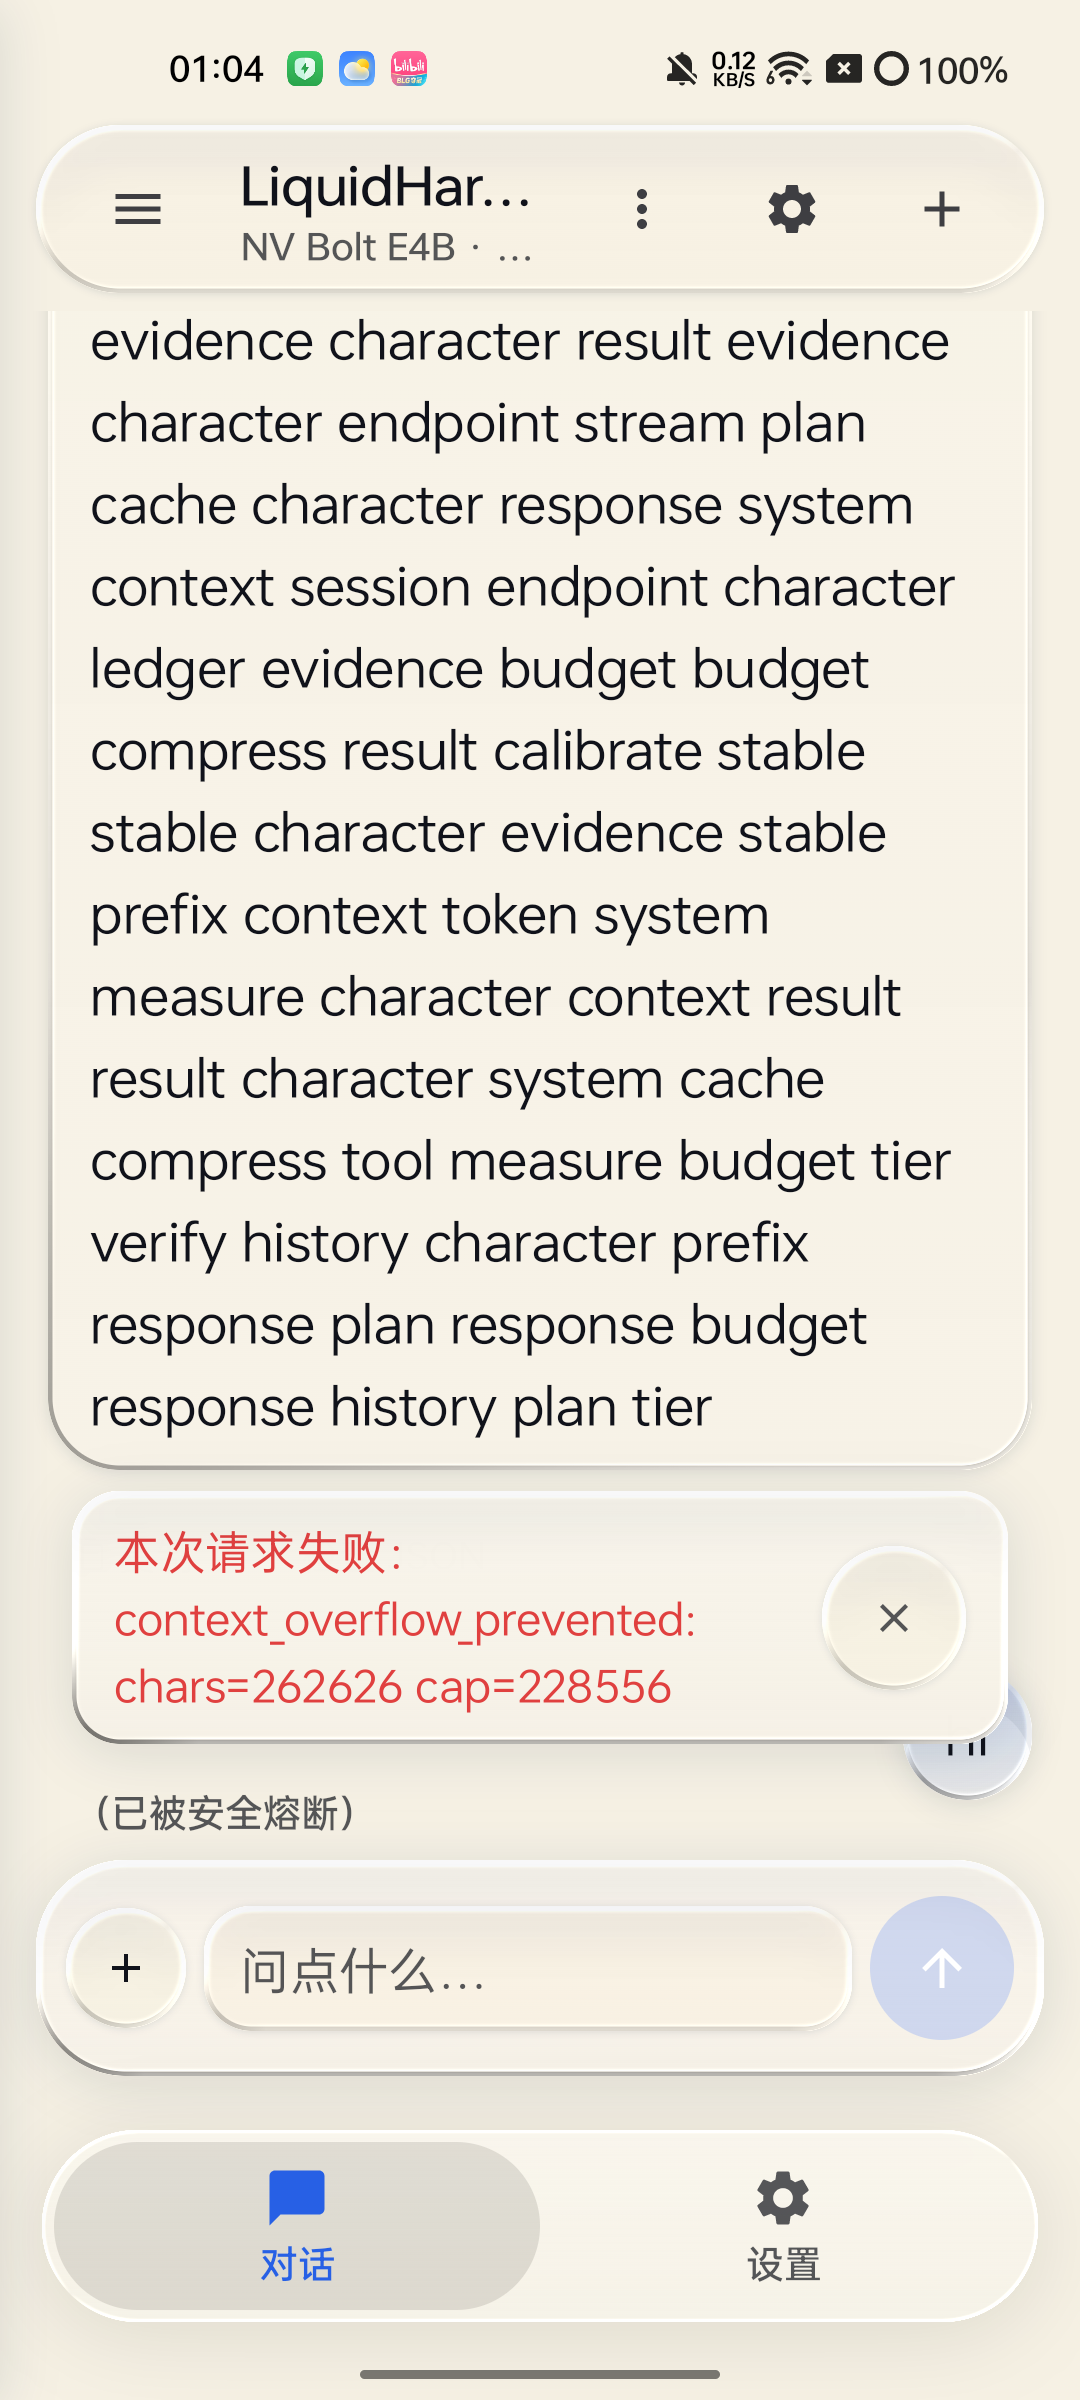 01:04
0.12 KB/S
6
100%
LiquidHar...
NV Bolt E4B · ...
evidence character result evidence
character endpoint stream plan
cache character response system
context session endpoint character
ledger evidence budget budget
compress result calibrate stable
stable character evidence stable
prefix context token system
measure character context result
result character system cache
compress tool measure budget tier
verify history character prefix
response plan response budget
response history plan tier
本次请求失败：
context_overflow_prevented:
chars=262626 cap=228556
（已被安全熔断）
问点什么...
对话
设置